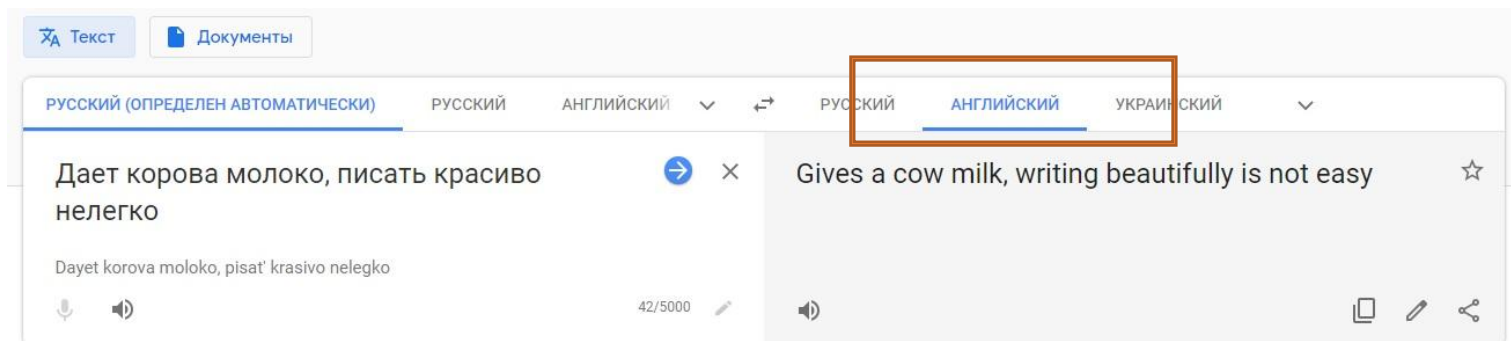 Текст Документы
РУССКИЙ (ОПРЕДЕЛЕН АВТОМАТИЧЕСКИ) РУССКИЙ АНГЛИЙСКИЙ РУССКИЙ АНГЛИЙСКИЙ УКРАИНСКИЙ
Дает корова молоко, писать красиво
нелегко
Dayet korova moloko, pisat' krasivo nelegko
42/5000
Gives a cow milk, writing beautifully is not easy